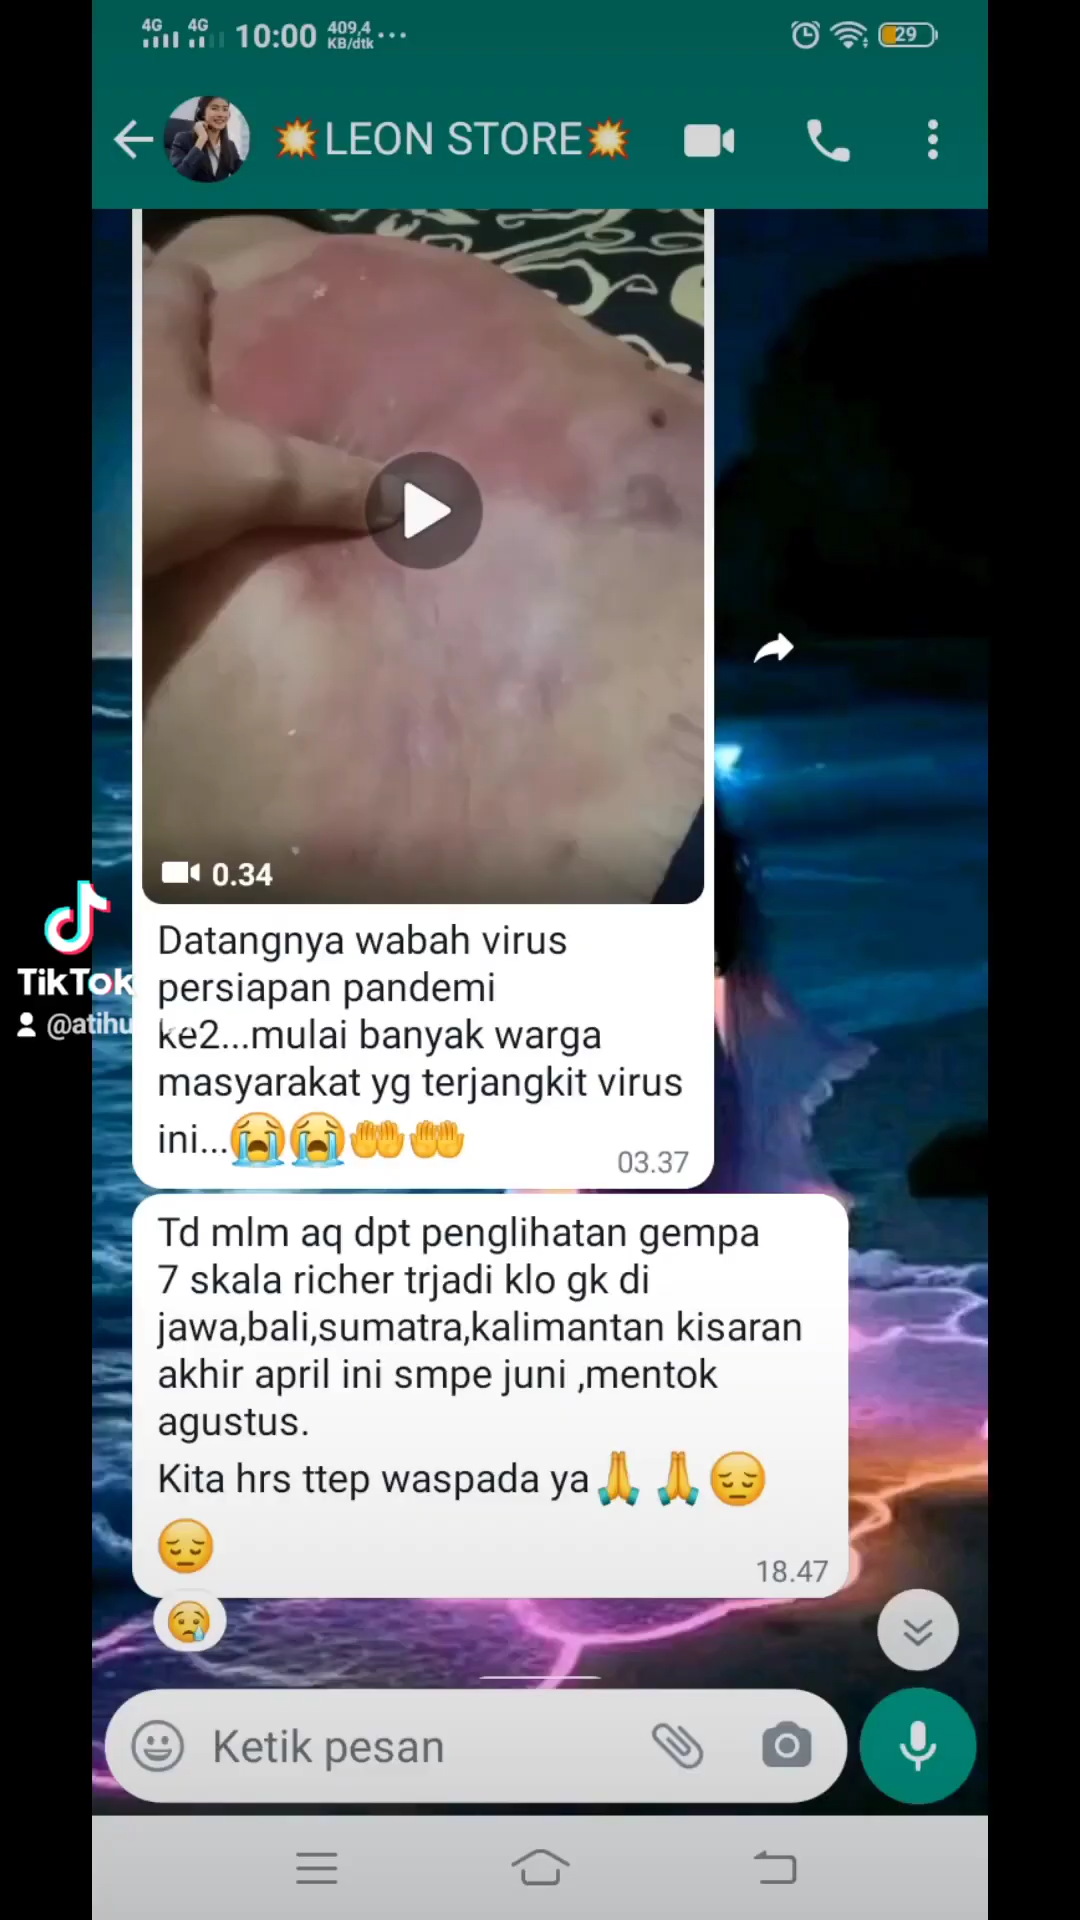 4G 4G 10:00 409,4 KB/dtk ... 29
LEON STORE
0.34
Datangnya wabah virus
persiapan pandemi
ke2...mulai banyak warga
masyarakat yg terjangkit virus
ini...😭😭🤲🤲
03.37
TikTok
@atihu
Td mlm aq dpt penglihatan gempa
7 skala richer trjadi klo gk di
jawa,bali,sumatra,kalimantan kisaran
akhir april ini smpe juni ,mentok
agustus.
Kita hrs ttep waspada ya🙏🙏😔
😔
18.47
Ketik pesan